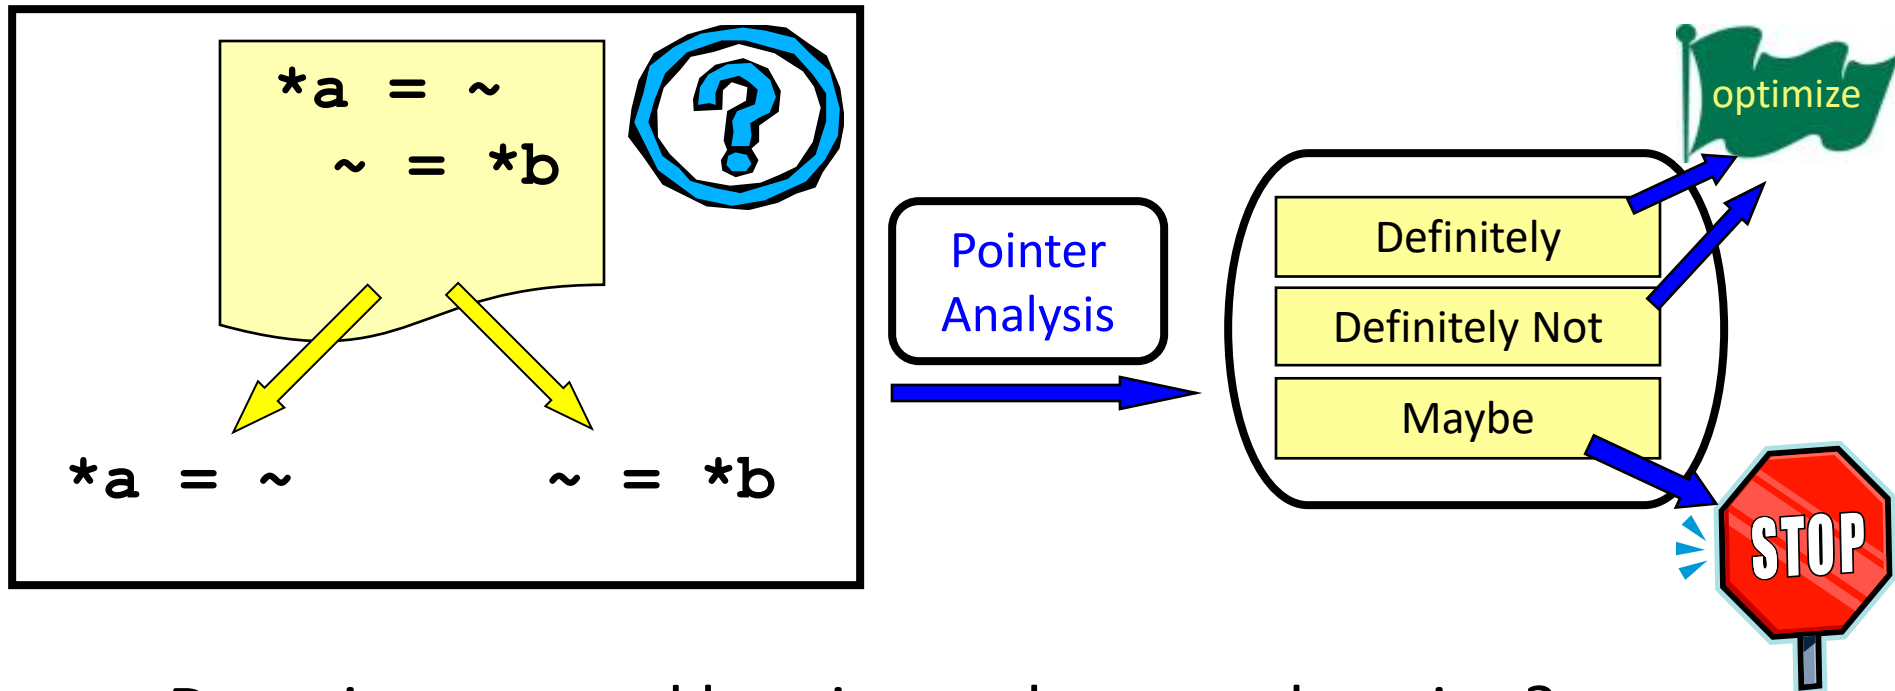 *a = ~
~ = *b
*a = ~
~ = *b
Pointer
Analysis
Definitely
Definitely Not
Maybe
optimize
STOP